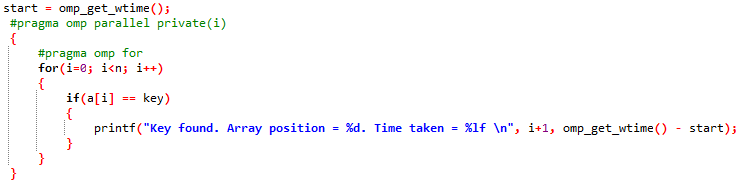 start = omp_get_wtime();
#pragma omp parallel private(i)
{
#pragma omp for
for(i=0; i<n; i++)
{
if(a[i] == key)
{
printf("Key found. Array position = %d. Time taken = %lf \n", i+1, omp_get_wtime() - start);
}
}
}